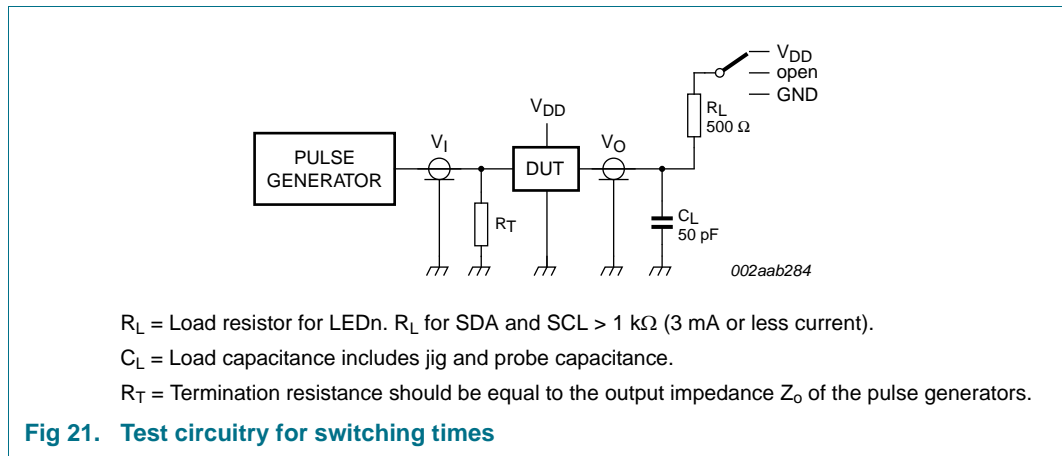 V_DD
open
GND
R_L
500 Ω
V_DD
V_I
V_O
PULSE
GENERATOR
DUT
R_T
C_L
50 pF
002aab284
R_L = Load resistor for LEDn. R_L for SDA and SCL > 1 kΩ (3 mA or less current).
C_L = Load capacitance includes jig and probe capacitance.
R_T = Termination resistance should be equal to the output impedance Z_o of the pulse generators.
Fig 21. Test circuitry for switching times